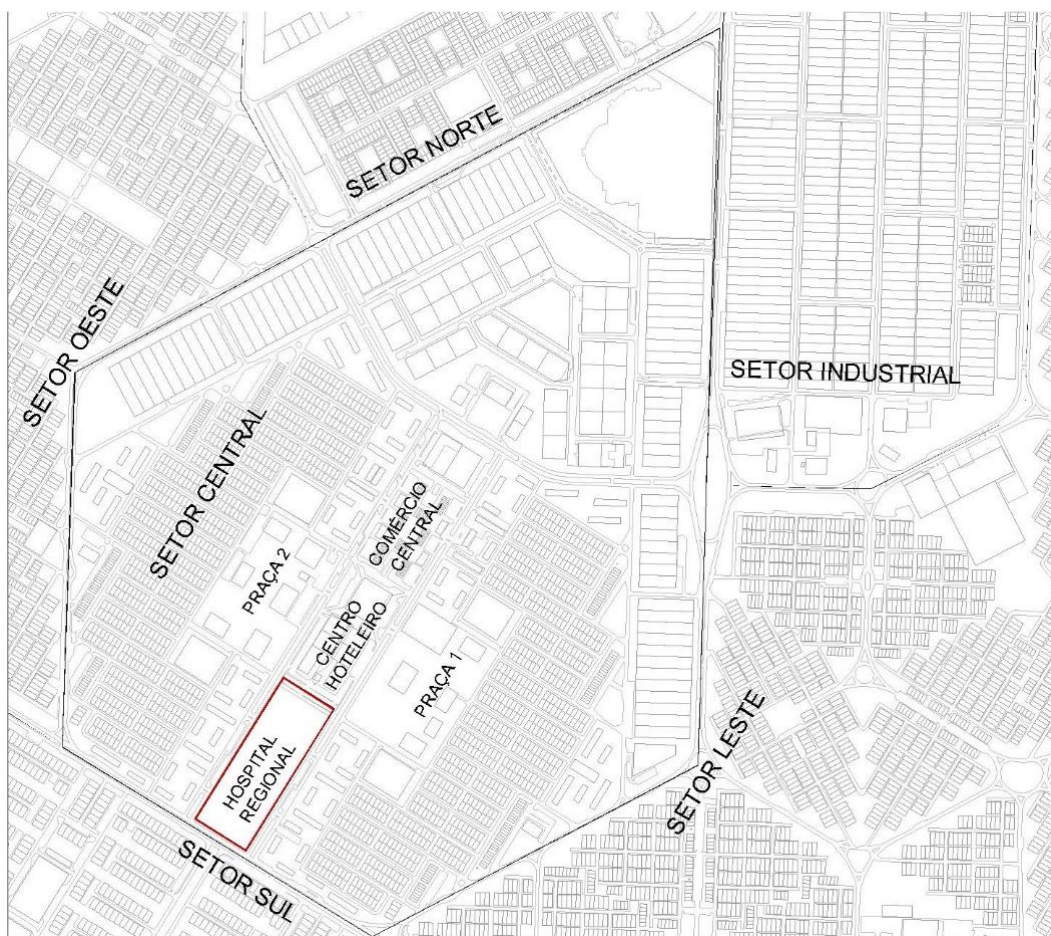 SETOR NORTE
SETOR OESTE
SETOR INDUSTRIAL
SETOR CENTRAL
COMÉRCIO
CENTRAL
PRAÇA 2
CENTRO
HOTELEIRO
PRAÇA 1
HOSPITAL
REGIONAL
SETOR LESTE
SETOR SUL